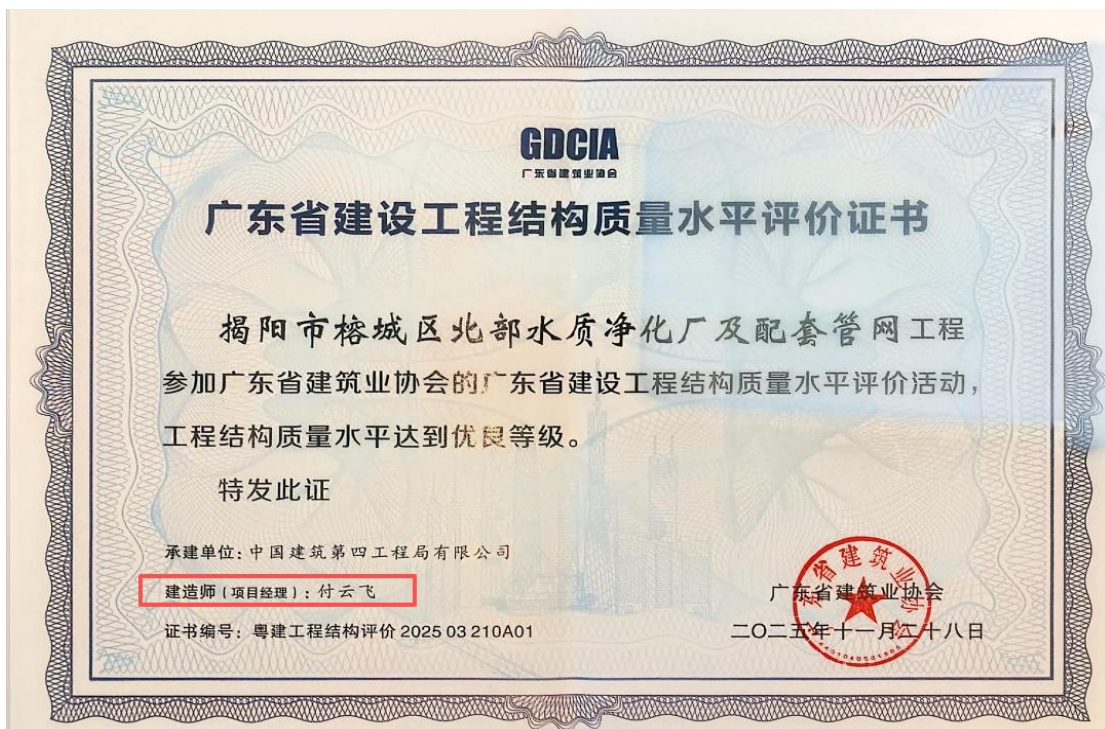 GDCIA
广东省建筑业协会
广东省建设工程结构质量水平评价证书
揭阳市榕城区北部水质净化厂及配套管网工程
参加广东省建筑业协会的广东省建设工程结构质量水平评价活动，
工程结构质量水平达到优良等级。
特发此证
承建单位：中国建筑第四工程局有限公司
建造师（项目经理）：付云飞
证书编号：粤建工程结构评价 2025 03 210A01
广东省建筑业协会
二〇二五年十一月二十八日
广东省建筑业协会